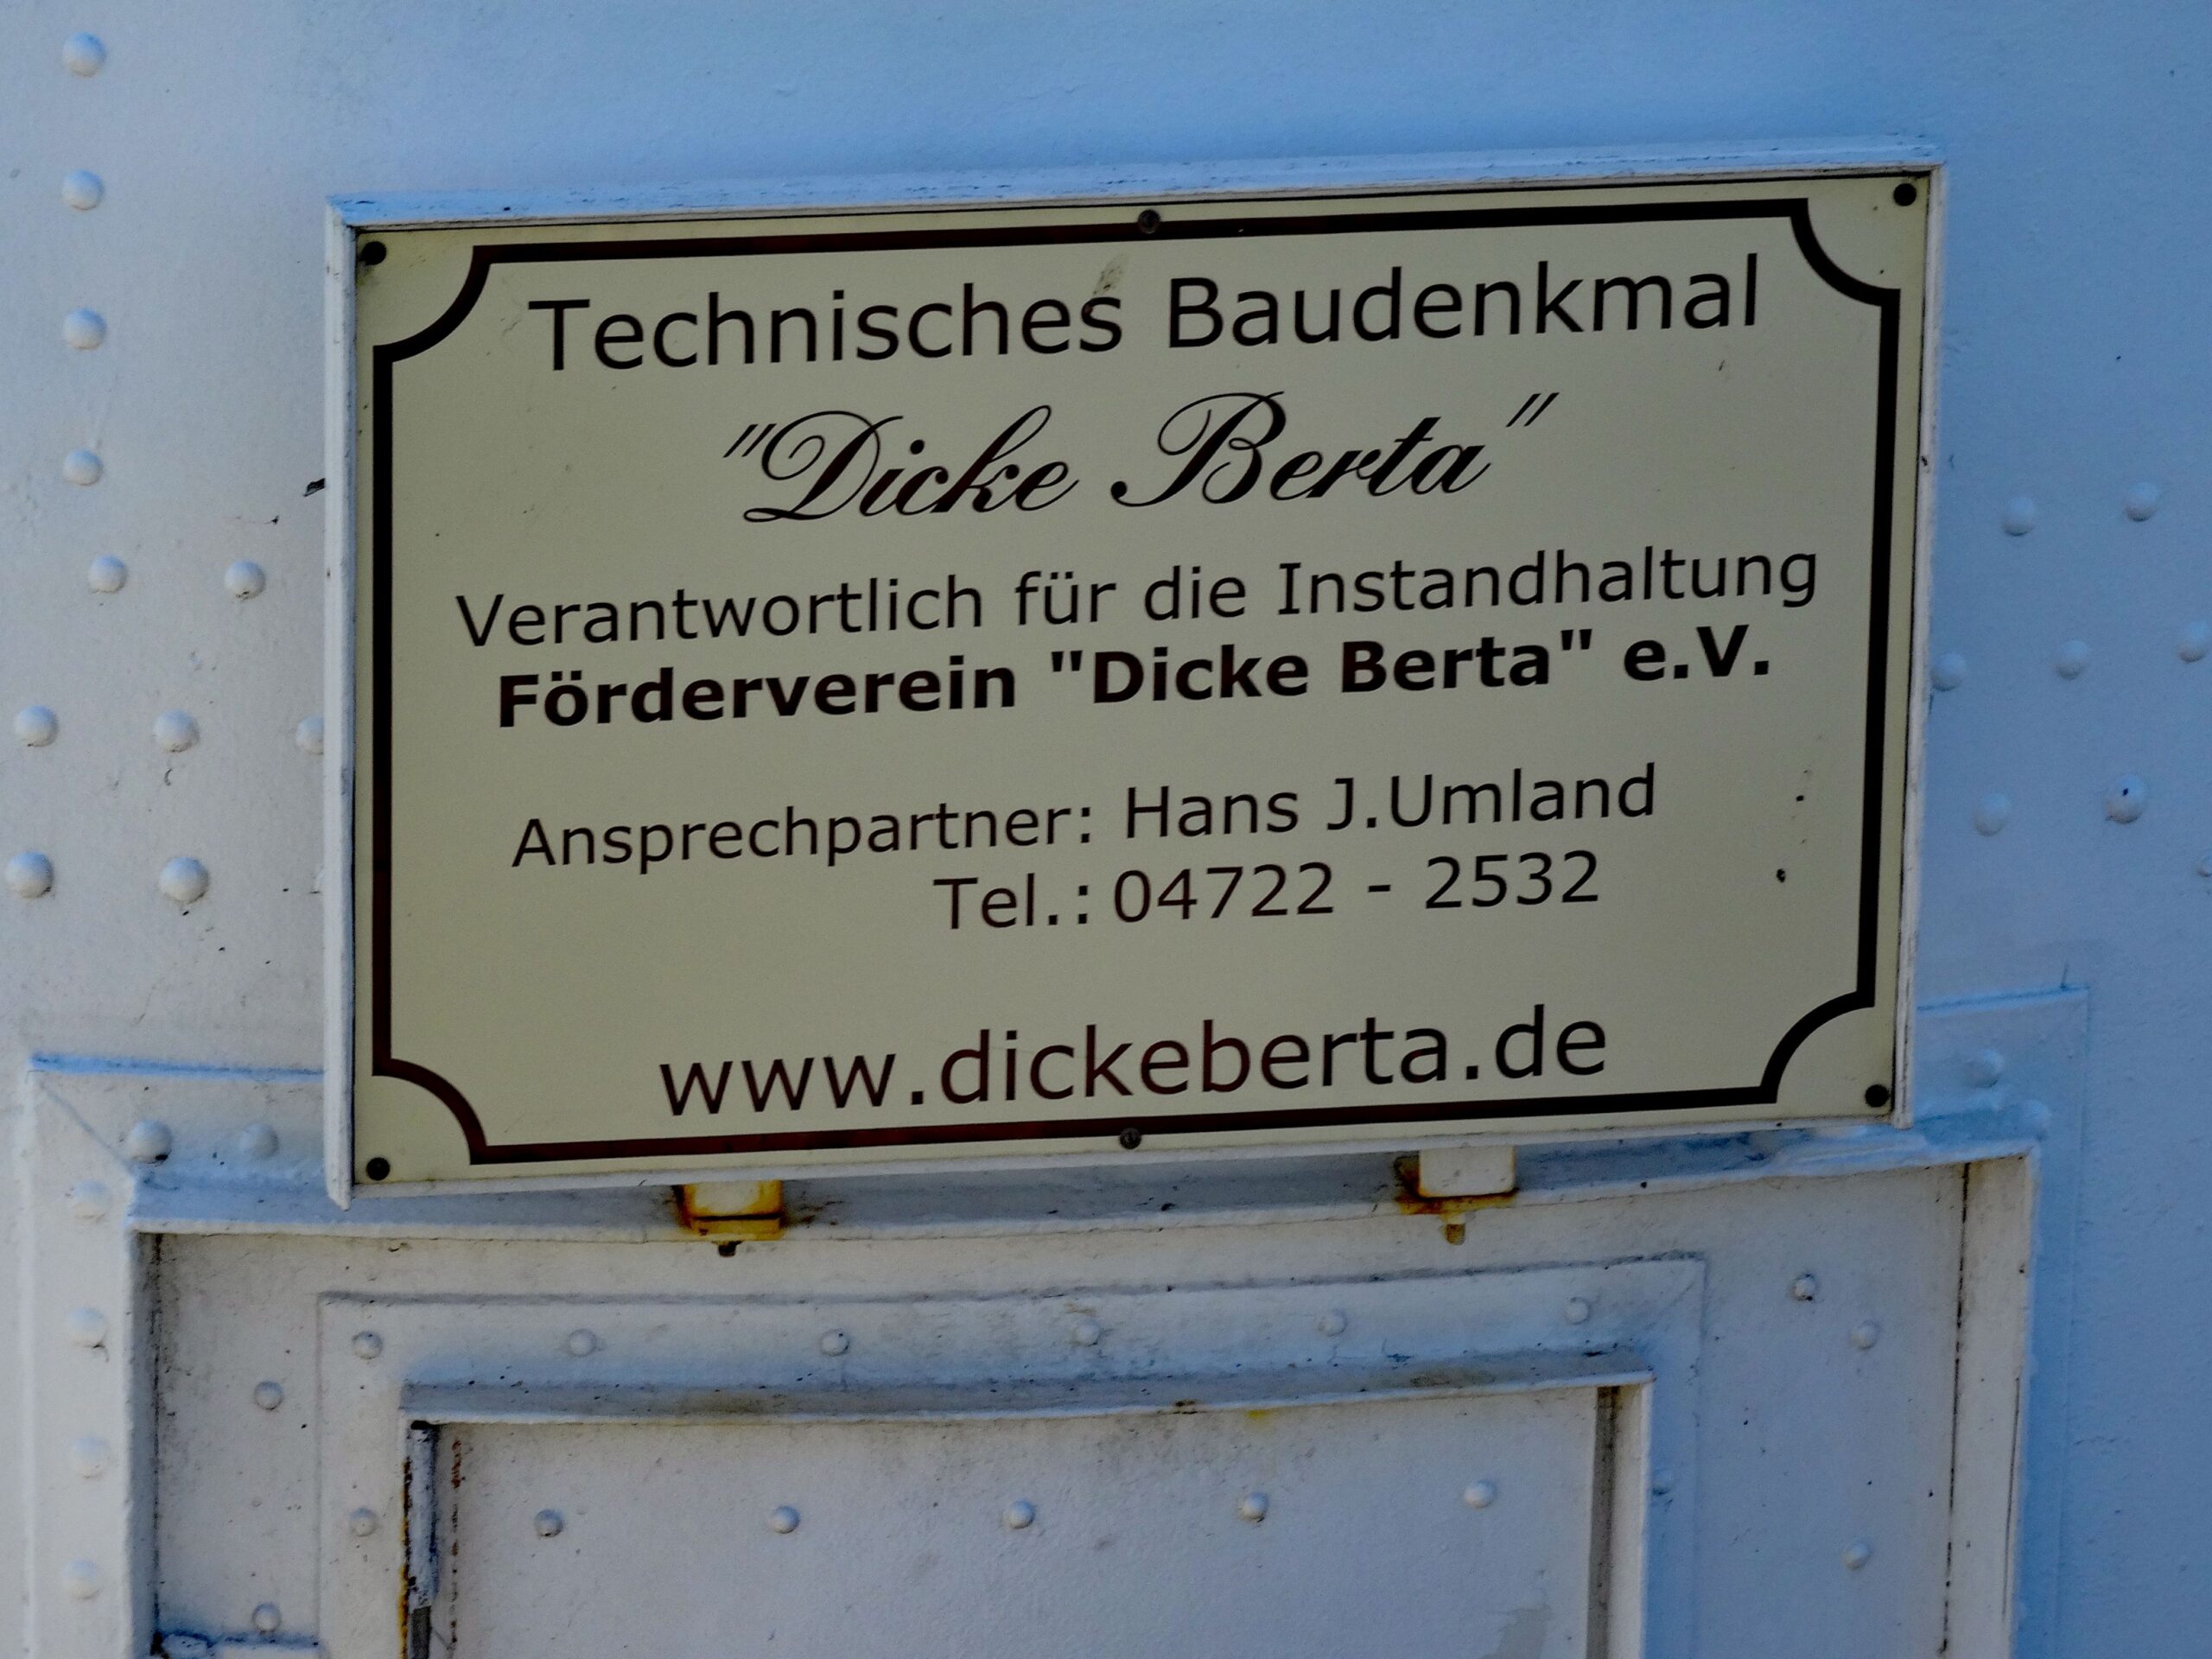 Technisches Baudenkmal
"Dicke Berta"
Verantwortlich für die Instandhaltung
Förderverein "Dicke Berta" e.V.
Ansprechpartner: Hans J.Umland
Tel.: 04722 - 2532
www.dickeberta.de